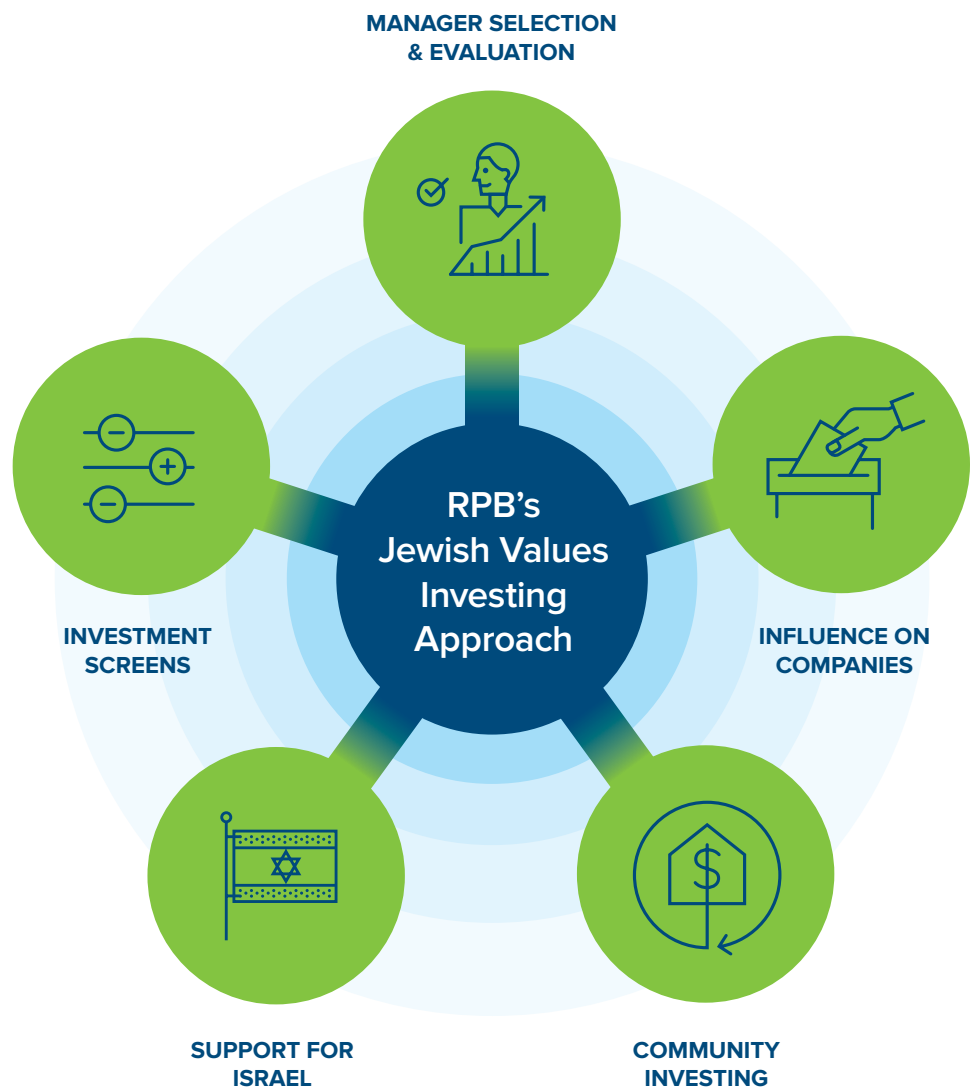 MANAGER SELECTION
& EVALUATION
RPB’s
Jewish Values
Investing
Approach
INVESTMENT
SCREENS
INFLUENCE ON
COMPANIES
$
SUPPORT FOR
ISRAEL
COMMUNITY
INVESTING